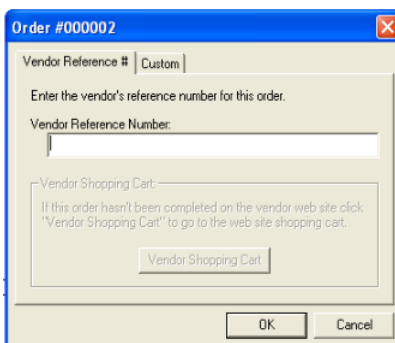 Order #000002
Vendor Reference # Custom
Enter the vendor's reference number for this order.
Vendor Reference Number:
Vendor Shopping Cart:
If this order hasn't been completed on the vendor web site click
"Vendor Shopping Cart" to go to the web site shopping cart.
Vendor Shopping Cart
OK Cancel